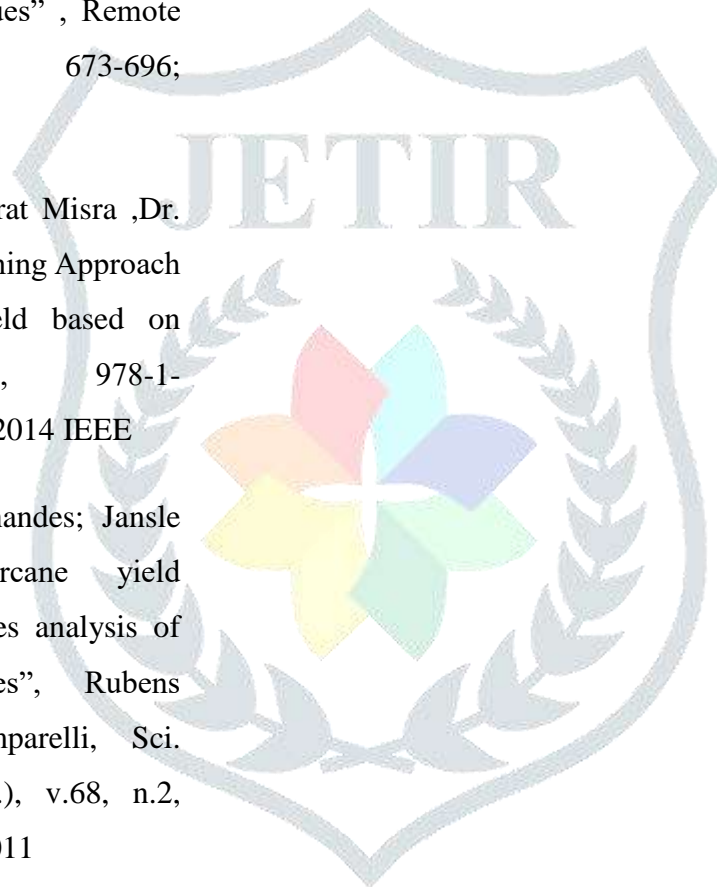 ues” , Remote
673-696;
JETIR
rat Misra ,Dr.
ning Approach
eld based on
, 978-1-
2014 IEEE
nandes; Jansle
rcane yield
es analysis of
es”, Rubens
nparelli, Sci.
.), v.68, n.2,
011